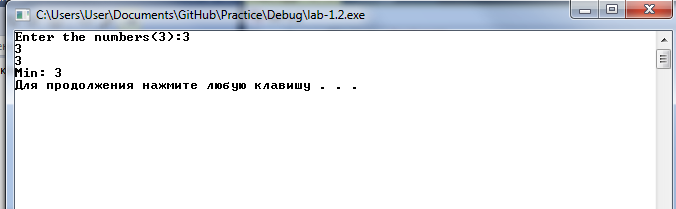 C:\Users\User\Documents\GitHub\Practice\Debug\lab-1.2.exe
Enter the numbers(3):3
3
3
Min: 3
Для продолжения нажмите любую клавишу . . .